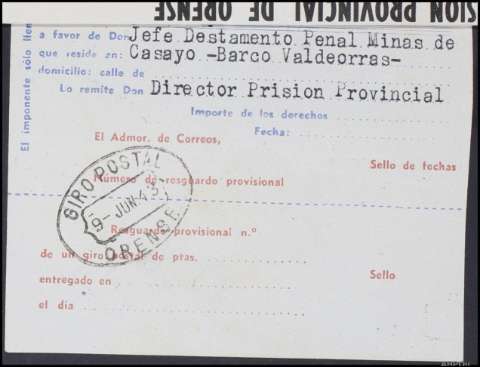 SION PROVINCIAL DE ORENSE
El imponente sólo llen
a favor de Don Jefe Destamento Penal Minas de
que reside en: Casayo -Barco Valdeorras-
domicilio: calle de
Lo remite Don Director Prision Provincial
Importe de los derechos
Fecha:
El Admor. de Correos,
Sello de fechas
Número de resguardo provisional
GIRO POSTAL
9- JUN 43
ORENSE
Resguardo provisional n.º
de un giro postal de ptas.
entregado en
Sello
el día